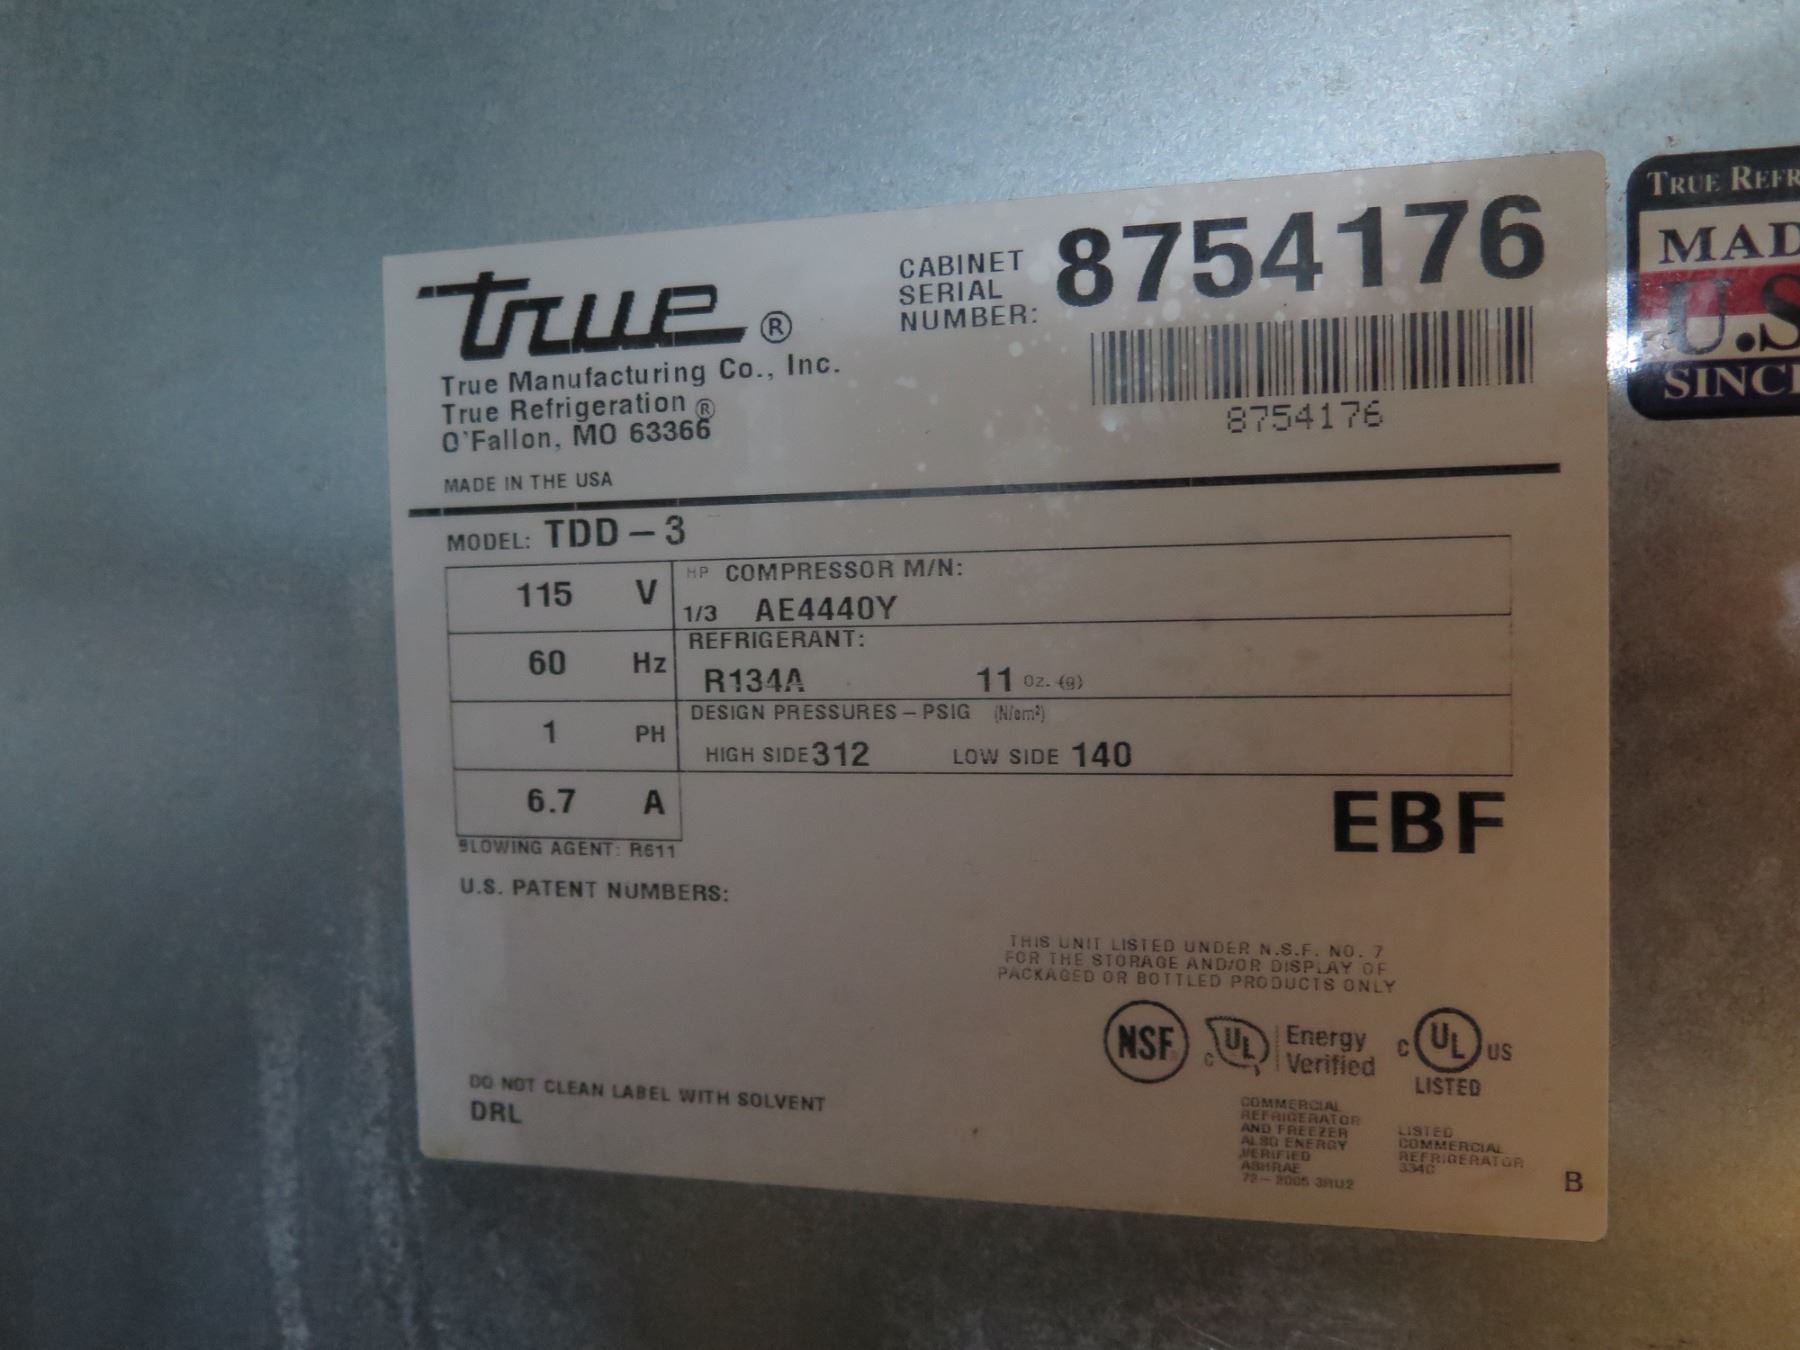 true ®
True Manufacturing Co., Inc.
True Refrigeration ®
O'Fallon, MO 63366
MADE IN THE USA
CABINET
SERIAL
NUMBER: 8754176
8754176
MODEL: TDD-3
115 V
60 Hz
1 PH
6.7 A
HP COMPRESSOR M/N:
1/3 AE4440Y
REFRIGERANT:
R134A 11 Oz. (g)
DESIGN PRESSURES - PSIG (N/cm²)
HIGH SIDE 312 LOW SIDE 140
BLOWING AGENT: R611
EBF
U.S. PATENT NUMBERS:
THIS UNIT LISTED UNDER N.S.F. NO. 7
FOR THE STORAGE AND/OR DISPLAY OF
PACKAGED OR BOTTLED PRODUCTS ONLY
NSF
C UL Energy
Verified
C UL US
LISTED
COMMERCIAL
REFRIGERATOR
AND FREEZER
ALSO ENERGY
VERIFIED
ASHRAE
72-2005 3RU2
LISTED
COMMERCIAL
REFRIGERATOR
334C
DO NOT CLEAN LABEL WITH SOLVENT
DRL
B
TRUE REFR
MAD
U.S
SINC